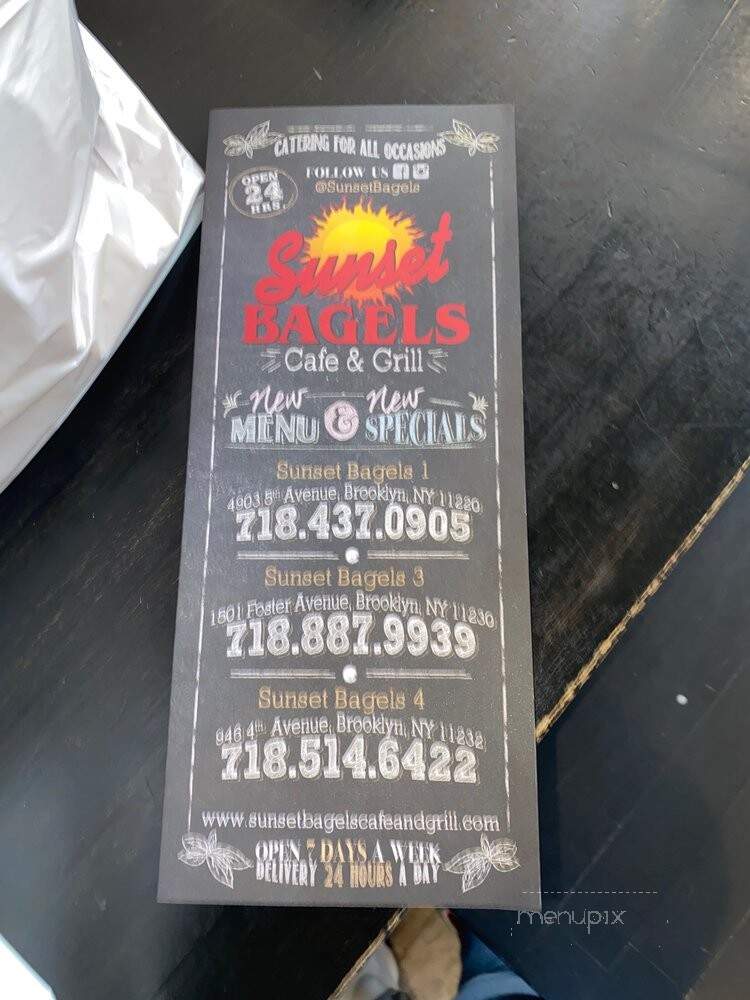 CATERING FOR ALL OCCASIONS
FOLLOW US
@SunsetBagels
OPEN
24
HRS.
Sunset
BAGELS
Cafe & Grill
New New
MENU & SPECIALS
Sunset Bagels 1
4903 5th Avenue, Brooklyn, NY 11220
718.437.0905
Sunset Bagels 3
1501 Foster Avenue, Brooklyn, NY 11230
718.887.9939
Sunset Bagels 4
946 4th Avenue, Brooklyn, NY 11232
718.514.6422
www.sunsetbagelscafeandgrill.com
OPEN 7 DAYS A WEEK
DELIVERY 24 HOURS A DAY
menupix